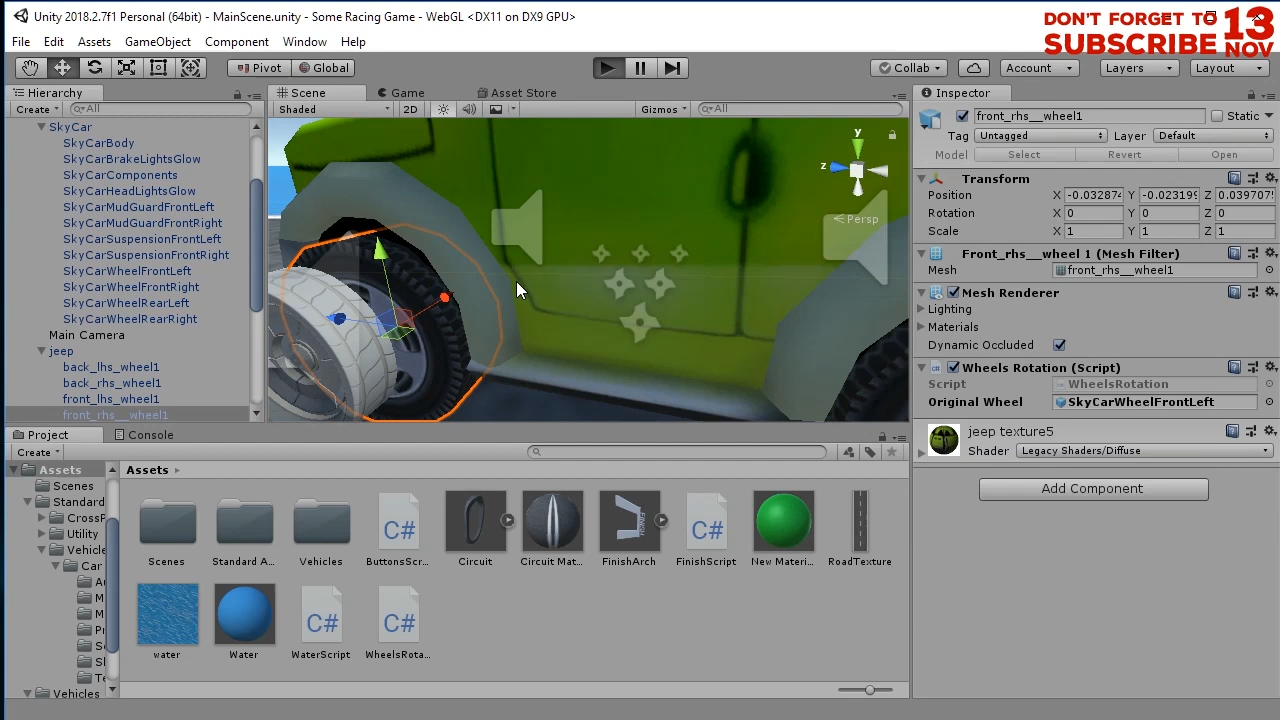 Unity 2018.2.7f1 Personal (64bit) - MainScene.unity - Some Racing Game - WebGL <DX11 on DX9 GPU>
DON'T FORGET TO
SUBSCRIBE
13
NOV
File Edit Assets GameObject Component Window Help
Pivot Global Collab Account Layers Layout
Hierarchy
Create All
SkyCar
SkyCarBody
SkyCarBrakeLightsGlow
SkyCarComponents
SkyCarHeadLightsGlow
SkyCarMudGuardFrontLeft
SkyCarMudGuardFrontRight
SkyCarSuspensionFrontLeft
SkyCarSuspensionFrontRight
SkyCarWheelFrontLeft
SkyCarWheelFrontRight
SkyCarWheelRearLeft
SkyCarWheelRearRight
Main Camera
jeep
back_lhs_wheel1
back_rhs_wheel1
front_lhs_wheel1
front_rhs__wheel1
Scene Game Asset Store
Shaded 2D Gizmos All
y
z
Persp
Inspector
front_rhs__wheel1 Static
Tag Untagged Layer Default
Model Select Revert Open
Transform
Position X -0.032874 Y -0.023199 Z 0.039707
Rotation X 0 Y 0 Z 0
Scale X 1 Y 1 Z 1
Front_rhs__wheel 1 (Mesh Filter)
Mesh front_rhs__wheel1
Mesh Renderer
Lighting
Materials
Dynamic Occluded
Wheels Rotation (Script)
Script WheelsRotation
Original Wheel SkyCarWheelFrontLeft
jeep texture5
Shader Legacy Shaders/Diffuse
Add Component
Project Console
Create
Assets
Scenes
Standard
CrossP
Utility
Vehicle
Car
Vehicles
Assets
Scenes Standard A... Vehicles ButtonsScr... Circuit Circuit Mat... FinishArch FinishScript New Materi... RoadTexture
water Water WaterScript WheelsRota...
C#
C#
C#
C#